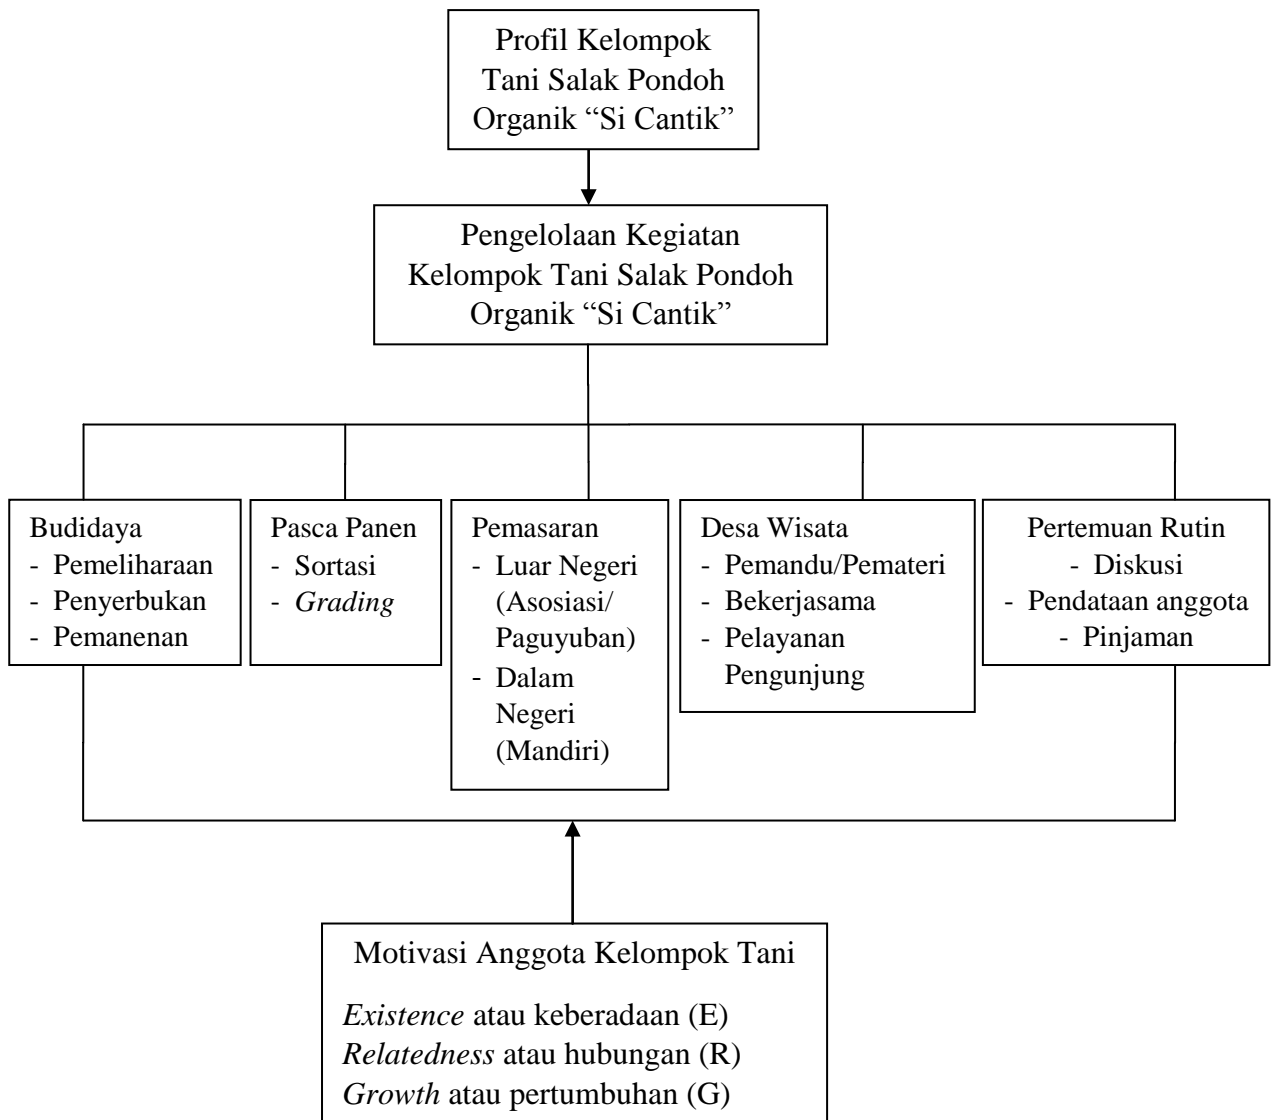 Profil Kelompok
Tani Salak Pondoh
Organik “Si Cantik”
Pengelolaan Kegiatan
Kelompok Tani Salak Pondoh
Organik “Si Cantik”
Budidaya
- Pemeliharaan
- Penyerbukan
- Pemanenan
Pasca Panen
- Sortasi
- Grading
Pemasaran
- Luar Negeri
(Asosiasi/
Paguyuban)
- Dalam
Negeri
(Mandiri)
Desa Wisata
- Pemandu/Pemateri
- Bekerjasama
- Pelayanan
Pengunjung
Pertemuan Rutin
- Diskusi
- Pendataan anggota
- Pinjaman
Motivasi Anggota Kelompok Tani
Existence atau keberadaan (E)
Relatedness atau hubungan (R)
Growth atau pertumbuhan (G)